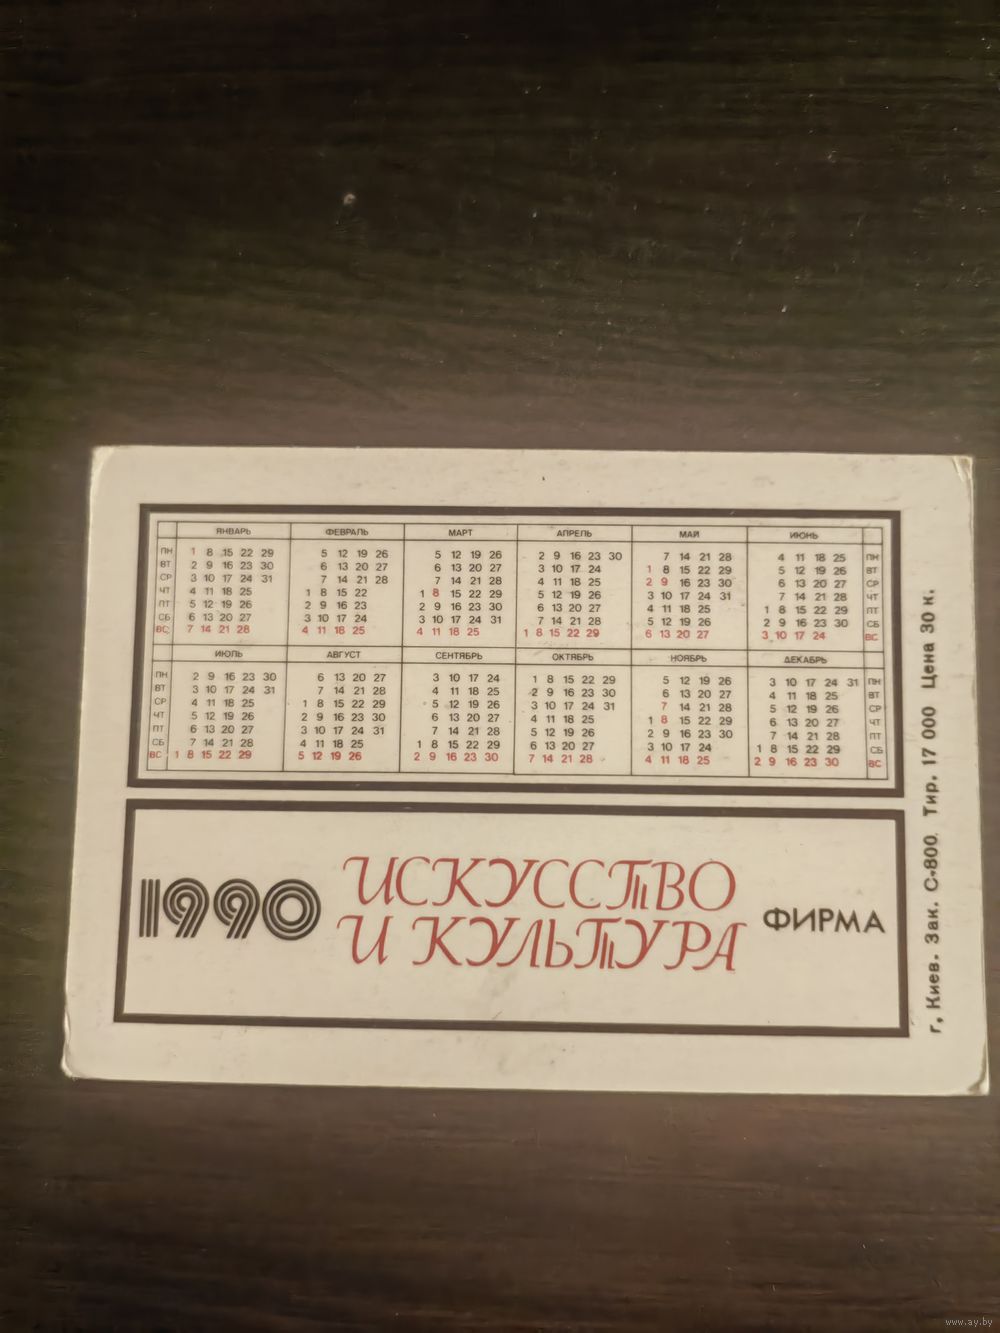 ЯНВАРЬ ФЕВРАЛЬ МАРТ АПРЕЛЬ МАЙ ИЮНЬ
ПН 1 8 15 22 29 5 12 19 26 5 12 19 26 2 9 16 23 30 7 14 21 28 4 11 18 25 ПН
ВТ 2 9 16 23 30 6 13 20 27 6 13 20 27 3 10 17 24 1 8 15 22 29 5 12 19 26 ВТ
СР 3 10 17 24 31 7 14 21 28 7 14 21 28 4 11 18 25 2 9 16 23 30 6 13 20 27 СР
ЧТ 4 11 18 25 1 8 15 22 1 8 15 22 29 5 12 19 26 3 10 17 24 31 7 14 21 28 ЧТ
ПТ 5 12 19 26 2 9 16 23 2 9 16 23 30 6 13 20 27 4 11 18 25 1 8 15 22 29 ПТ
СБ 6 13 20 27 3 10 17 24 3 10 17 24 31 7 14 21 28 5 12 19 26 2 9 16 23 30 СБ
ВС 7 14 21 28 4 11 18 25 4 11 18 25 1 8 15 22 29 6 13 20 27 3 10 17 24 ВС
ИЮЛЬ АВГУСТ СЕНТЯБРЬ ОКТЯБРЬ НОЯБРЬ ДЕКАБРЬ
ПН 2 9 16 23 30 6 13 20 27 3 10 17 24 1 8 15 22 29 5 12 19 26 3 10 17 24 31 ПН
ВТ 3 10 17 24 31 7 14 21 28 4 11 18 25 2 9 16 23 30 6 13 20 27 4 11 18 25 ВТ
СР 4 11 18 25 1 8 15 22 29 5 12 19 26 3 10 17 24 31 7 14 21 28 5 12 19 26 СР
ЧТ 5 12 19 26 2 9 16 23 30 6 13 20 27 4 11 18 25 1 8 15 22 29 6 13 20 27 ЧТ
ПТ 6 13 20 27 3 10 17 24 31 7 14 21 28 5 12 19 26 2 9 16 23 30 7 14 21 28 ПТ
СБ 7 14 21 28 4 11 18 25 1 8 15 22 29 6 13 20 27 3 10 17 24 1 8 15 22 29 СБ
ВС 1 8 15 22 29 5 12 19 26 2 9 16 23 30 7 14 21 28 4 11 18 25 2 9 16 23 30 ВС
1990 ИСКУССТВО
И КУЛЬТУРА ФИРМА
г. Киев. Зак. С-800. Тир. 17 000 Цена 30 к.
www.ay.by